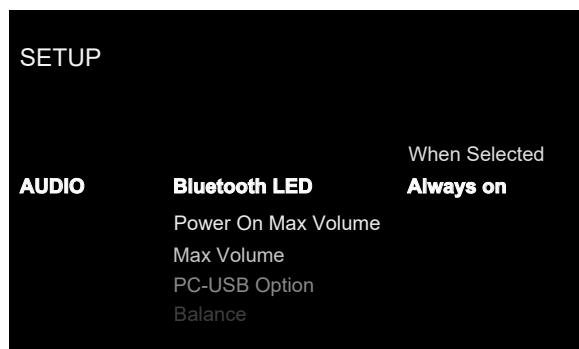 SETUP
When Selected
AUDIO Bluetooth LED Always on
Power On Max Volume
Max Volume
PC-USB Option
Balance